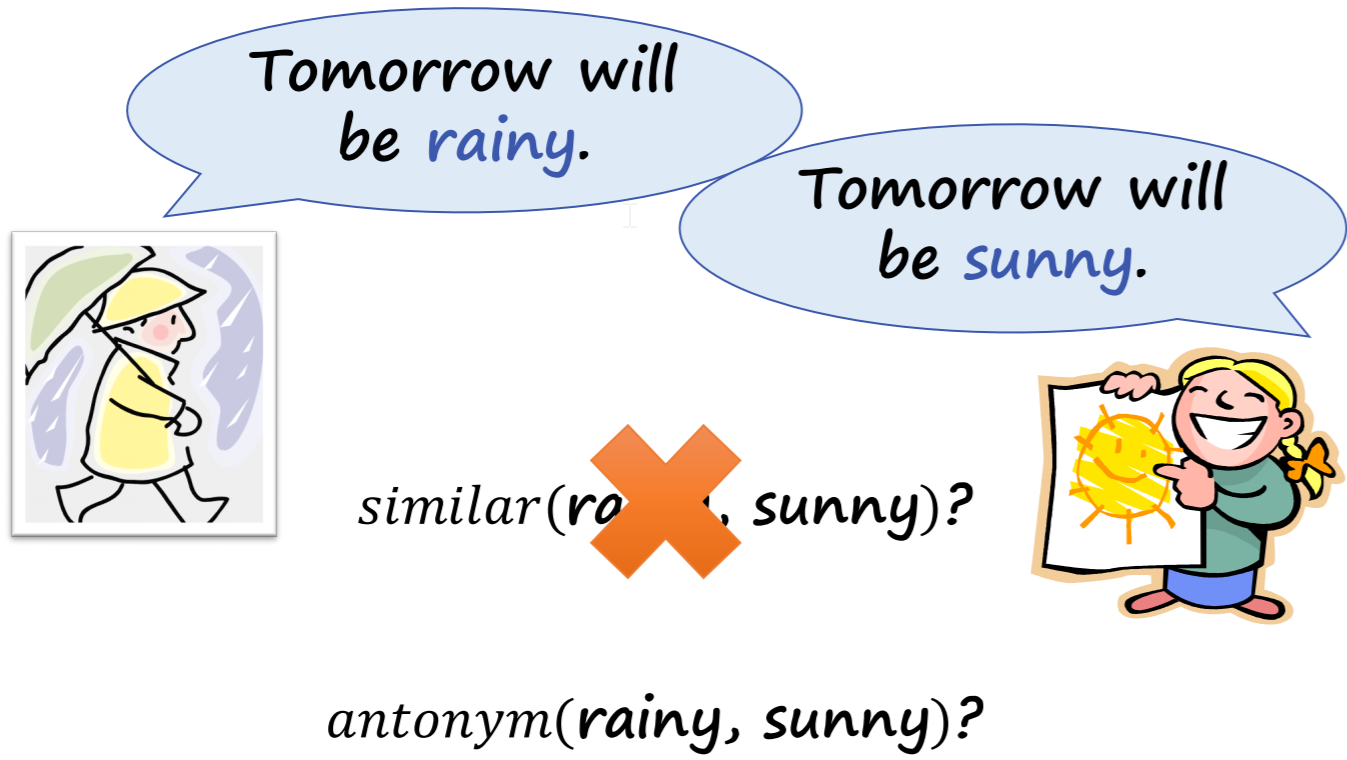 Tomorrow will
be rainy.
Tomorrow will
be sunny.
similar(ra, sunny)?
antonym(rainy, sunny)?